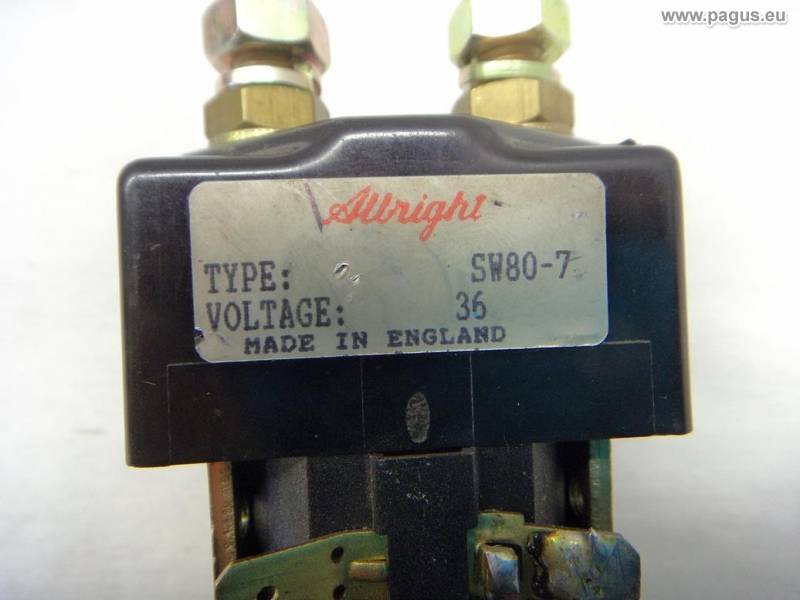 www.pagus.eu
Albright
TYPE: SW80-7
VOLTAGE: 36
MADE IN ENGLAND